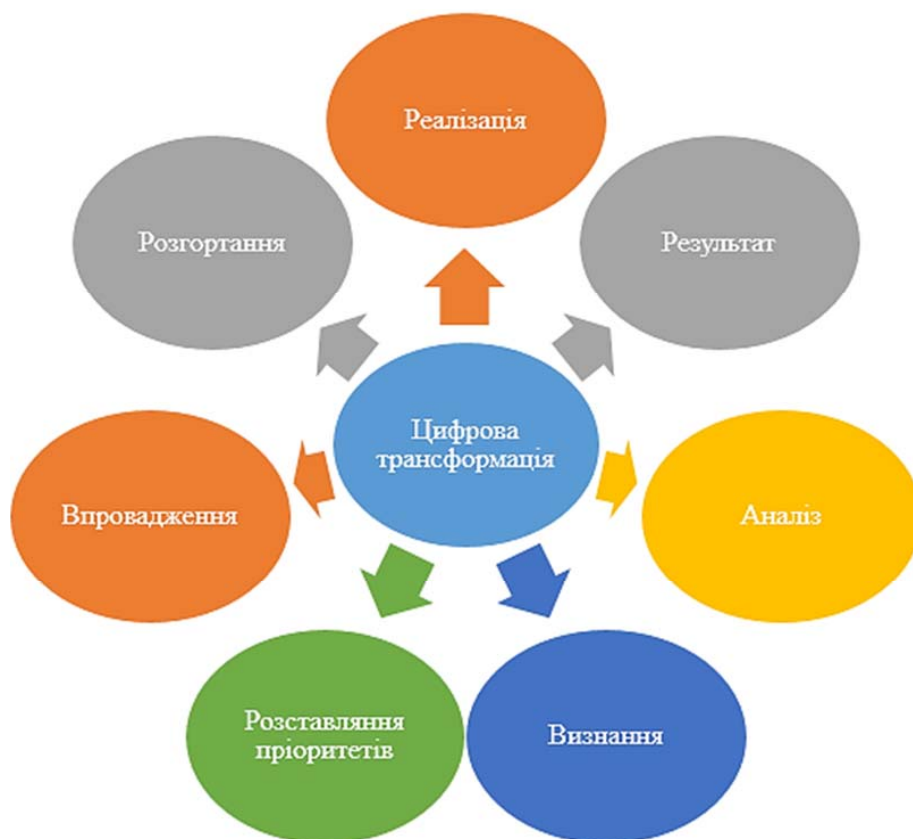 Реалізація
Розгортання
Результат
Цифрова
трансформація
Впровадження
Аналіз
Розставляння
пріоритетів
Визнання